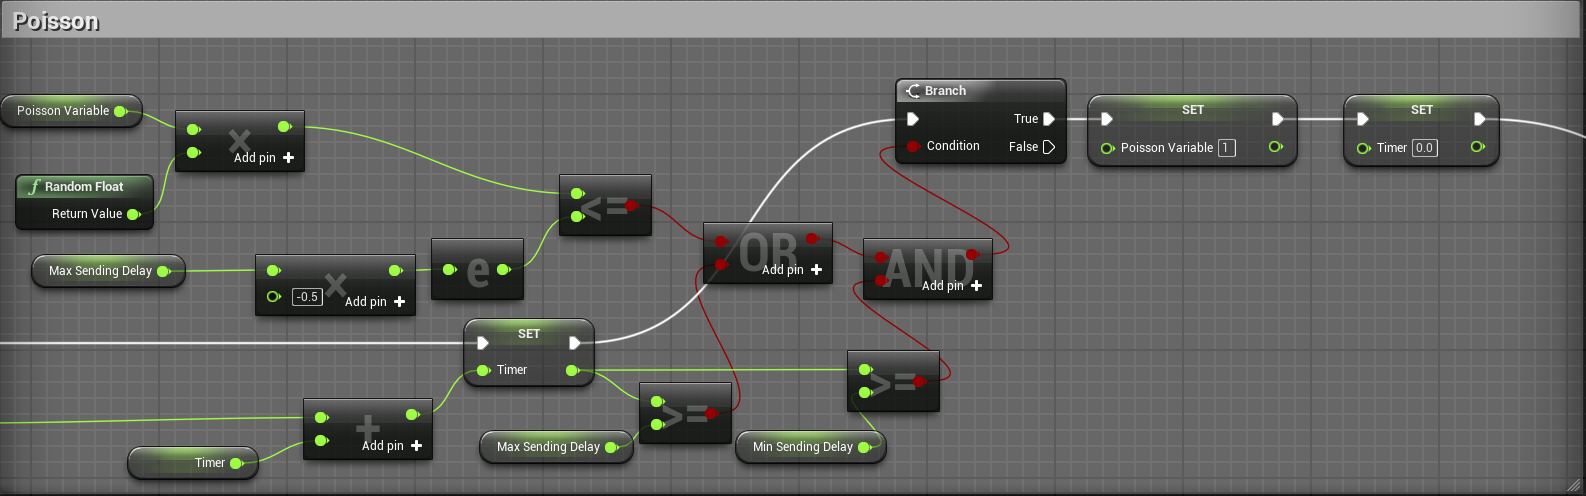 Poisson
Branch
True
Condition
False
SET
Poisson Variable 1
SET
Timer 0.0
Poisson Variable
×
Add pin +
f Random Float
Return Value
<=
Max Sending Delay
×
-0.5
Add pin +
e
OR
Add pin +
AND
Add pin +
SET
Timer
>=
>=
+
Add pin +
Timer
Max Sending Delay
Min Sending Delay